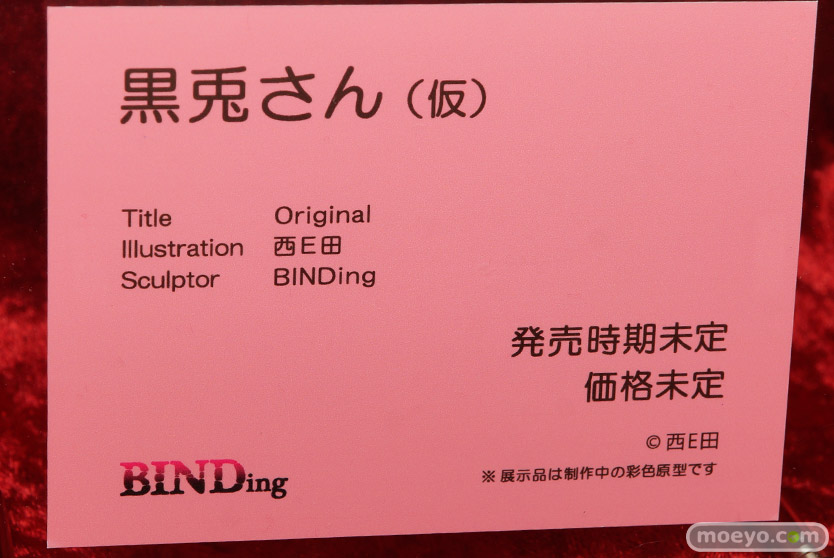 黒兎さん（仮）
Title Original
Illustration 西E田
Sculptor BINDing
発売時期未定
価格未定
©西E田
BINDing
※展示品は制作中の彩色原型です
moeyo.com